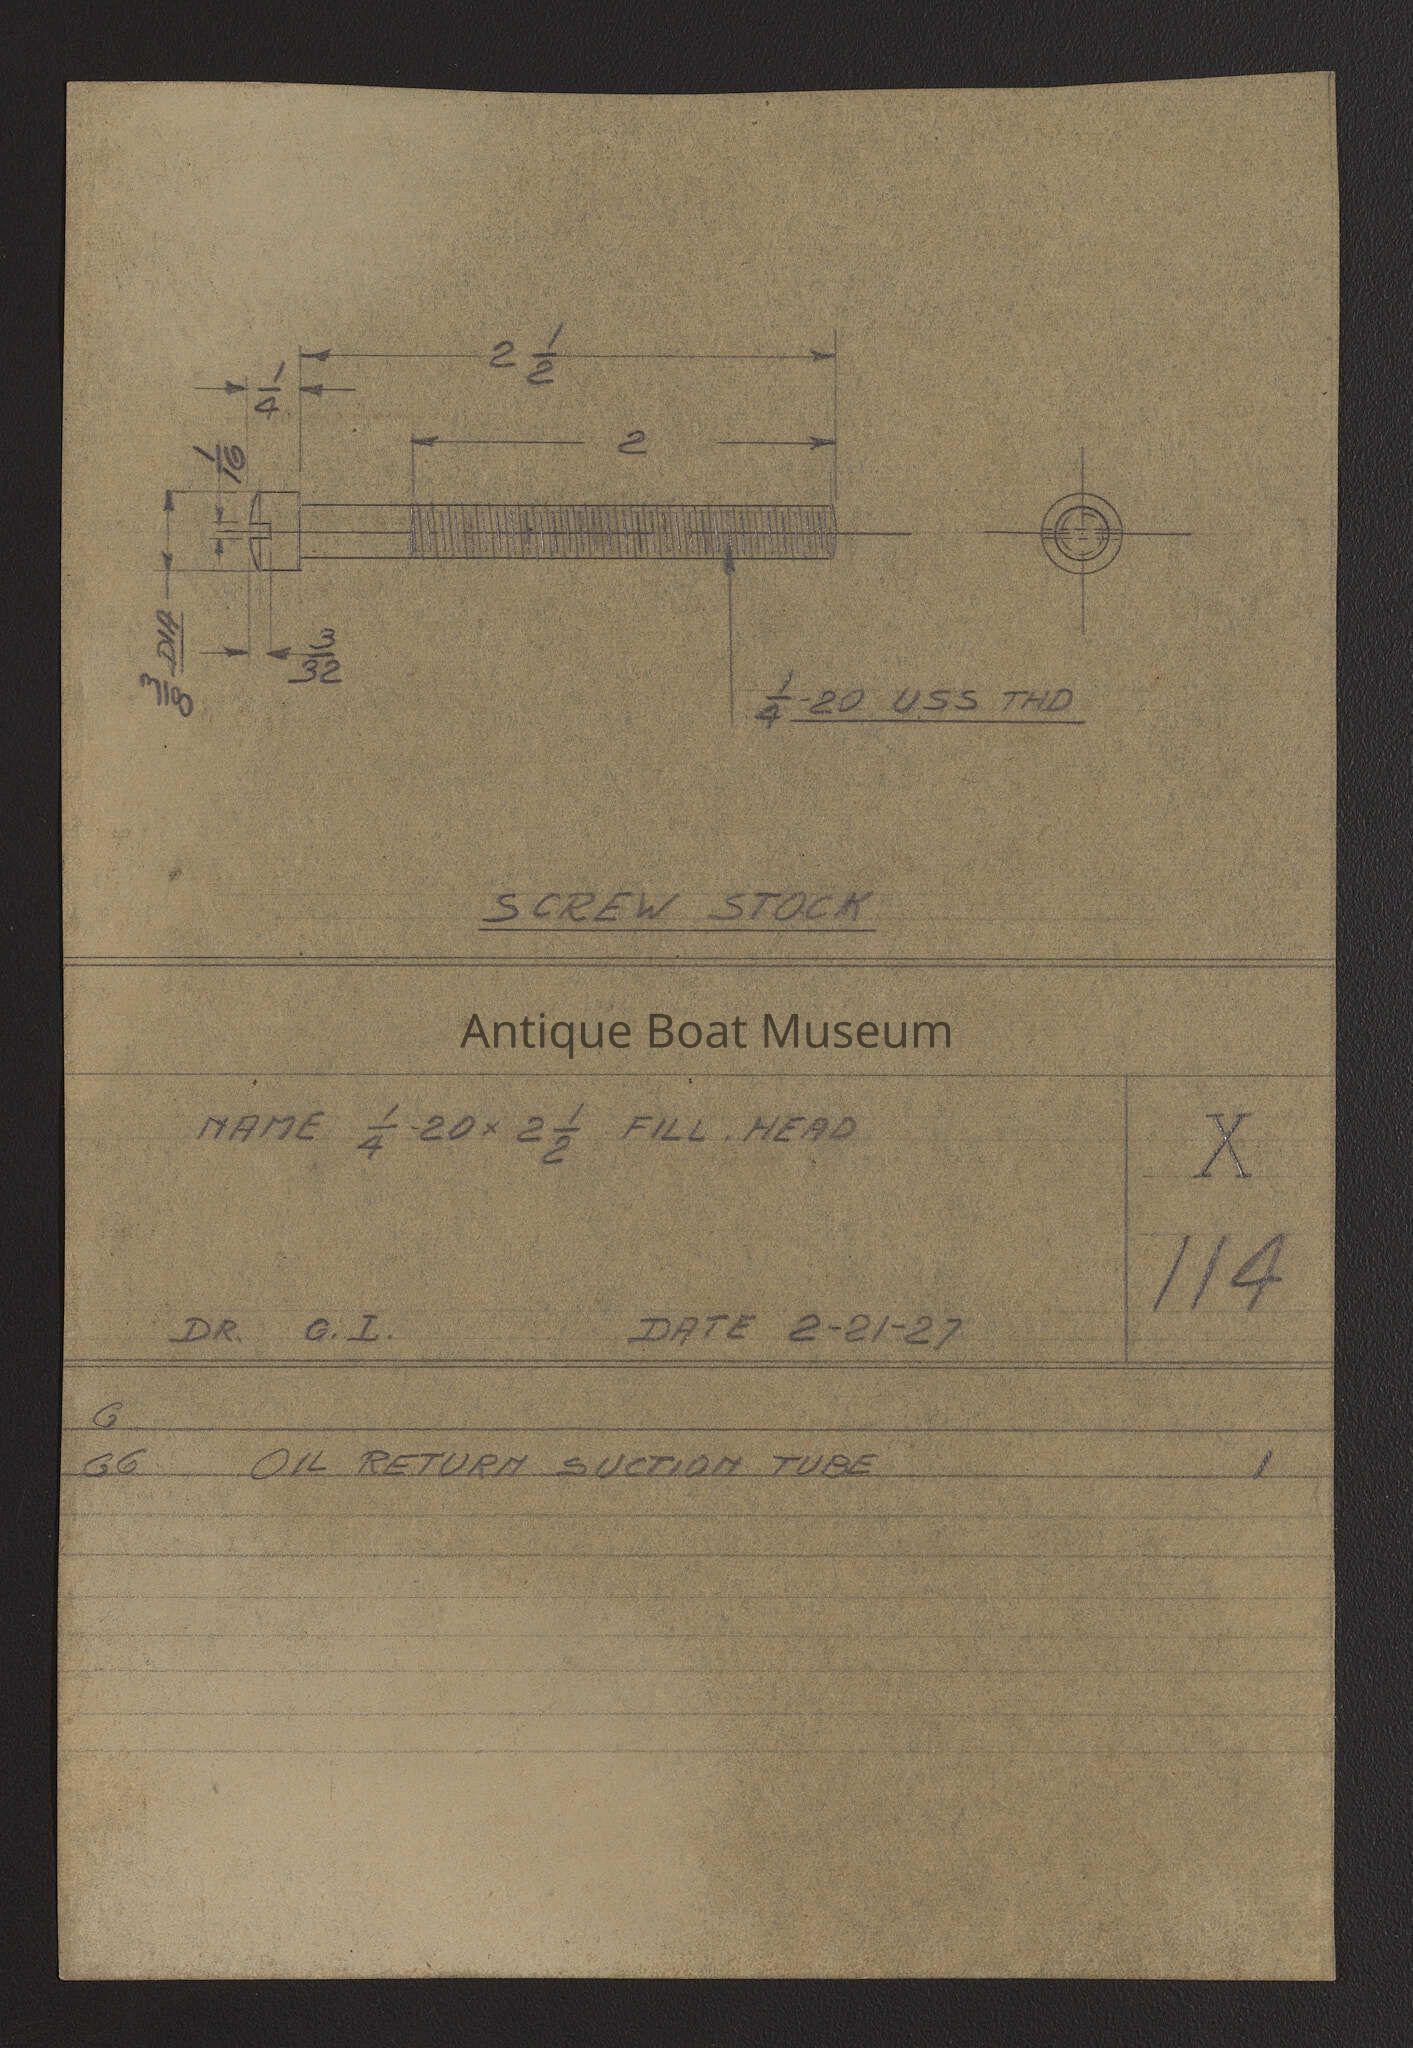 2 1/2
1/4
2
1/16
3/8 DIA
3/32
1/4-20 USS THD
SCREW STOCK
Antique Boat Museum
NAME 1/4-20 x 2 1/2 FILL. HEAD
X
114
DR. G.I. DATE 2-21-27
G
GG OIL RETURN SUCTION TUBE 1